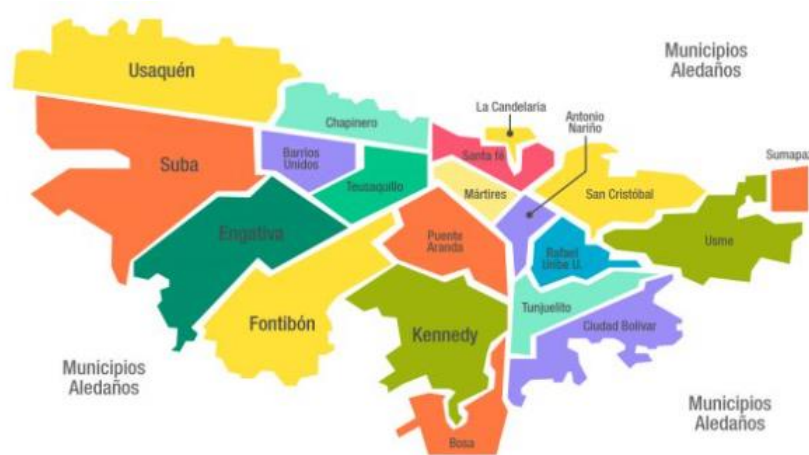 Municipios
Aledaños
Usaquén
La Candelaria
Antonio
Nariño
Chapinero
Sumapaz
Santa fé
Barrios
Unidos
Suba
Teusaquillo
Mártires
San Cristóbal
Engativa
Puente
Aranda
Usme
Rafael
Uribe U.
Fontibón
Tunjuelito
Kennedy
Ciudad Bolívar
Municipios
Aledaños
Municipios
Aledaños
Bosa